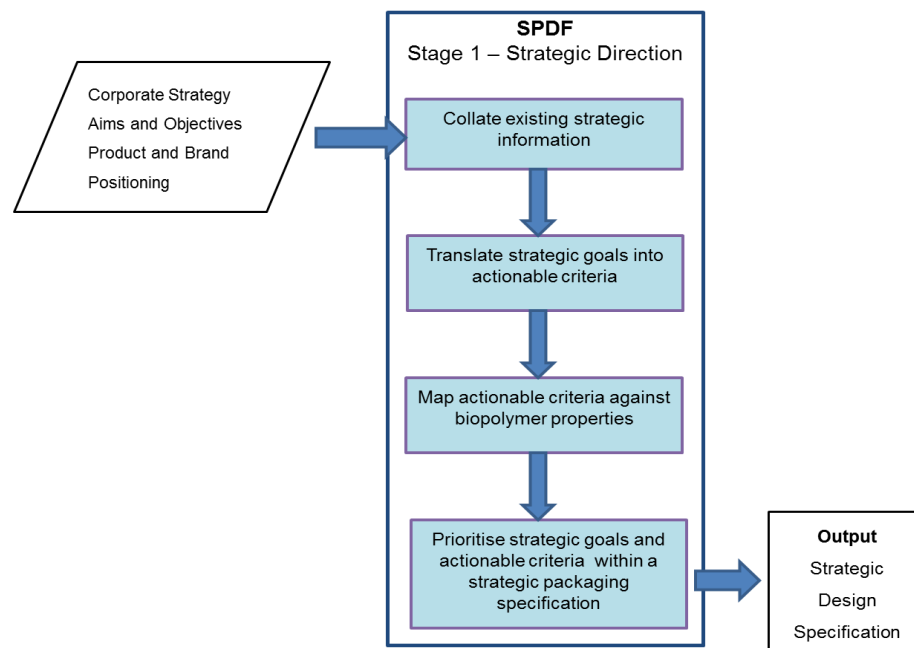 SPDF
Stage 1 – Strategic Direction
Corporate Strategy
Aims and Objectives
Product and Brand
Positioning
Collate existing strategic
information
Translate strategic goals into
actionable criteria
Map actionable criteria against
biopolymer properties
Prioritise strategic goals and
actionable criteria within a
strategic packaging
specification
Output
Strategic
Design
Specification